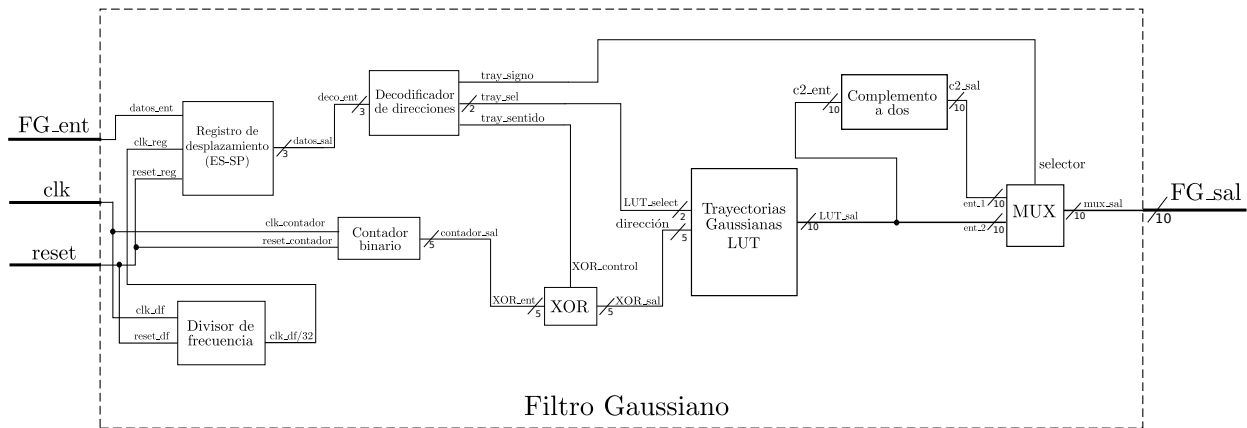 FG_ent
clk
reset
datos_ent
clk_reg
reset_reg
Registro de
desplazamiento
(ES-SP)
datos_sal
3
deco_ent
3
Decodificador
de direcciones
tray_signo
tray_sel
2
tray_sentido
clk_contador
reset_contador
Contador
binario
contador_sal
5
clk_df
reset_df
Divisor de
frecuencia
clk_df/32
XOR_control
XOR_ent
5
XOR
XOR_sal
5
LUT_select
2
dirección
5
Trayectorias
Gaussianas
LUT
LUT_sal
10
c2_ent
10
Complemento
a dos
c2_sal
10
selector
ent_1
10
ent_2
10
MUX
mux_sal
10
FG_sal
10
Filtro Gaussiano